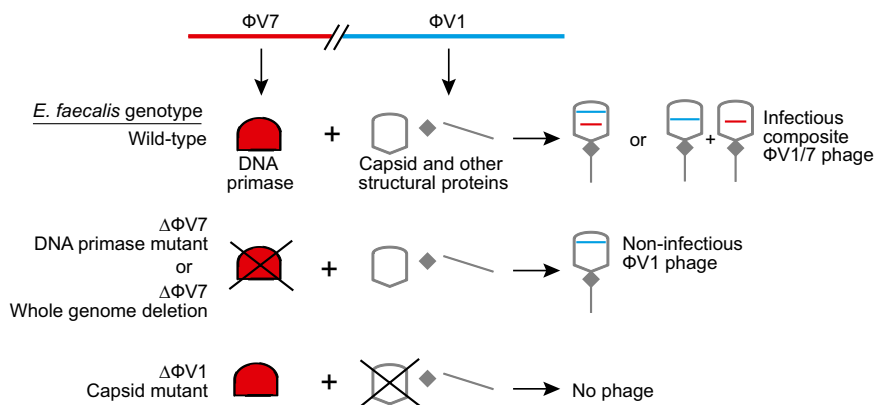 ΦV7
ΦV1
E. faecalis genotype
Wild-type
+
DNA
primase
Capsid and other
structural proteins
or
+
Infectious
composite
ΦV1/7 phage
ΔΦV7
DNA primase mutant
or
ΔΦV7
Whole genome deletion
+
Non-infectious
ΦV1 phage
ΔΦV1
Capsid mutant
+
No phage